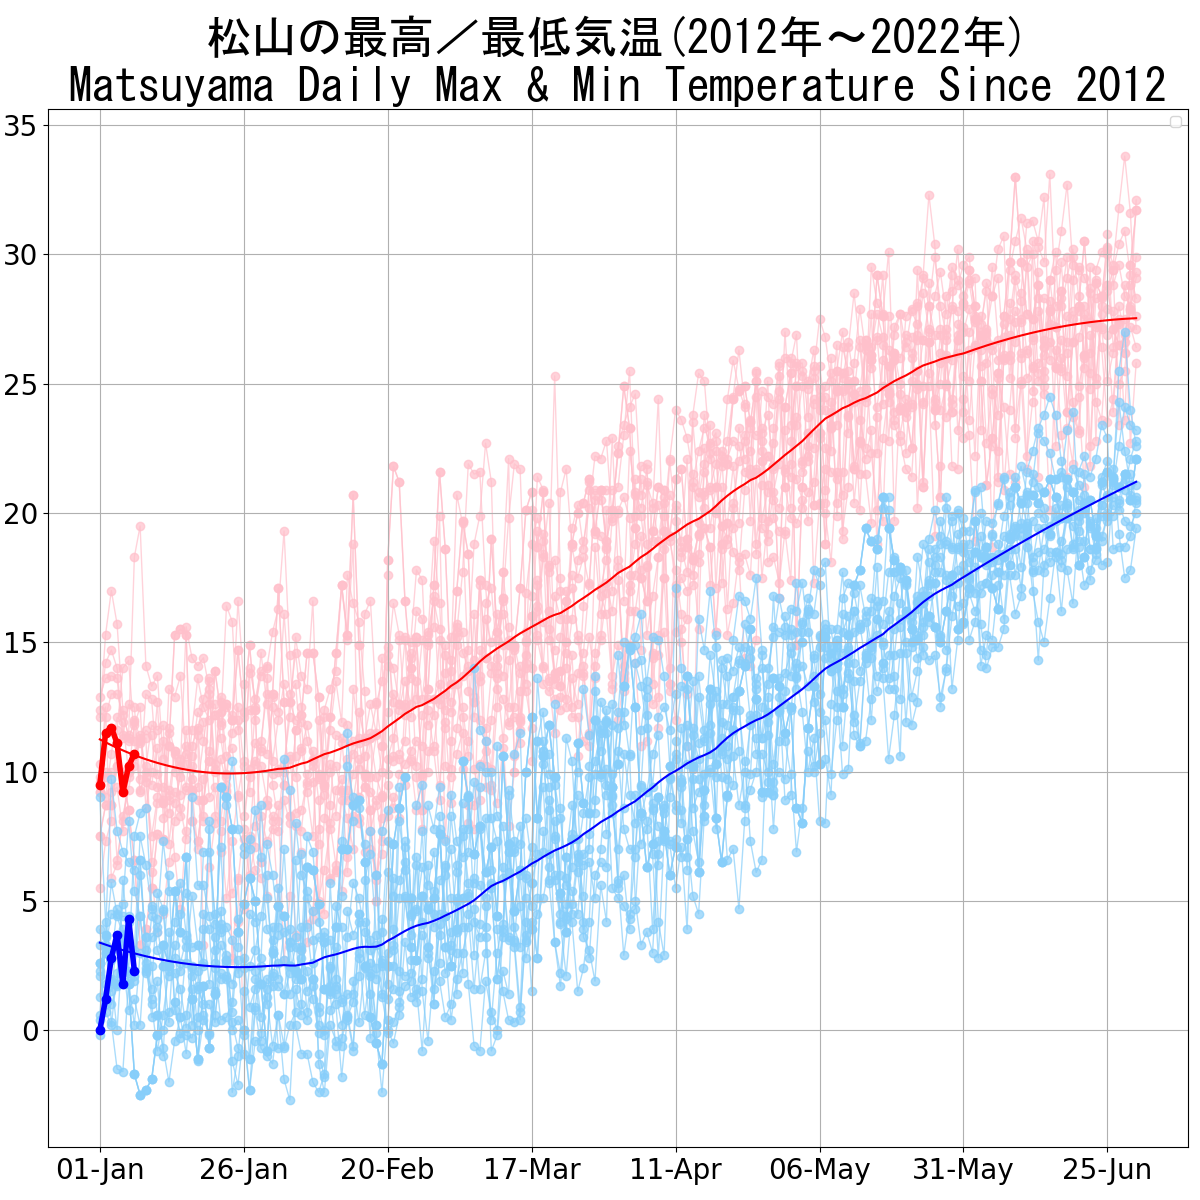 松山の最高／最低気温(2012年～2022年)
Matsuyama Daily Max & Min Temperature Since 2012
35
30
25
20
15
10
5
0
01-Jan 26-Jan 20-Feb 17-Mar 11-Apr 06-May 31-May 25-Jun